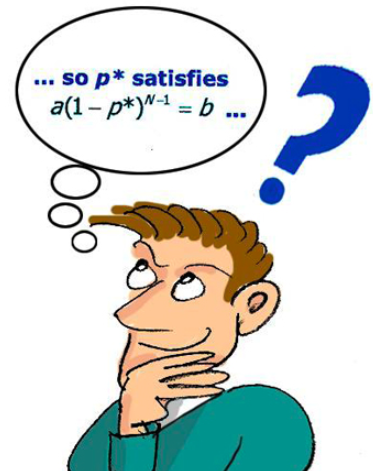 ... so p* satisfies
a(1 – p*)ᴺ⁻¹ = b ...
?